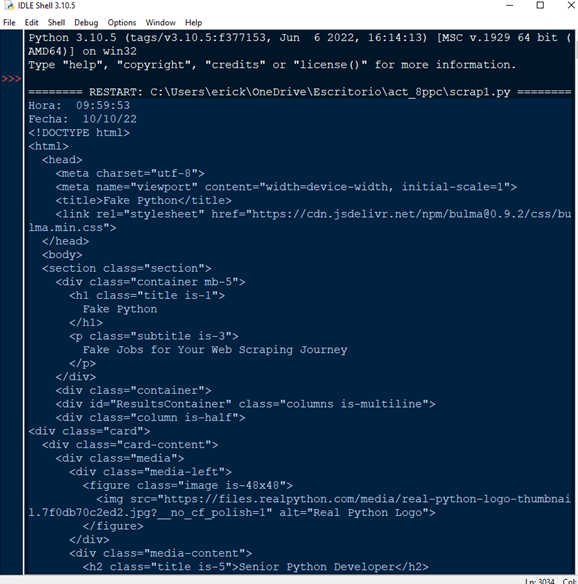 IDLE Shell 3.10.5
File Edit Shell Debug Options Window Help
Python 3.10.5 (tags/v3.10.5:f377153, Jun  6 2022, 16:14:13) [MSC v.1929 64 bit (
AMD64)] on win32
Type "help", "copyright", "credits" or "license()" for more information.
>>>
======== RESTART: C:\Users\erick\OneDrive\Escritorio\act_8ppc\scrap1.py ========
Hora:  09:59:53
Fecha:  10/10/22
<!DOCTYPE html>
<html>
  <head>
    <meta charset="utf-8">
    <meta name="viewport" content="width=device-width, initial-scale=1">
    <title>Fake Python</title>
    <link rel="stylesheet" href="https://cdn.jsdelivr.net/npm/bulma@0.9.2/css/bu
lma.min.css">
  </head>
  <body>
  <section class="section">
    <div class="container mb-5">
      <h1 class="title is-1">
        Fake Python
      </h1>
      <p class="subtitle is-3">
        Fake Jobs for Your Web Scraping Journey
      </p>
    </div>
    <div class="container">
    <div id="ResultsContainer" class="columns is-multiline">
    <div class="column is-half">
<div class="card">
  <div class="card-content">
    <div class="media">
      <div class="media-left">
        <figure class="image is-48x48">
          <img src="https://files.realpython.com/media/real-python-logo-thumbnai
l.7f0db70c2ed2.jpg?__no_cf_polish=1" alt="Real Python Logo">
        </figure>
      </div>
      <div class="media-content">
        <h2 class="title is-5">Senior Python Developer</h2>
Ln: 3034 Col: